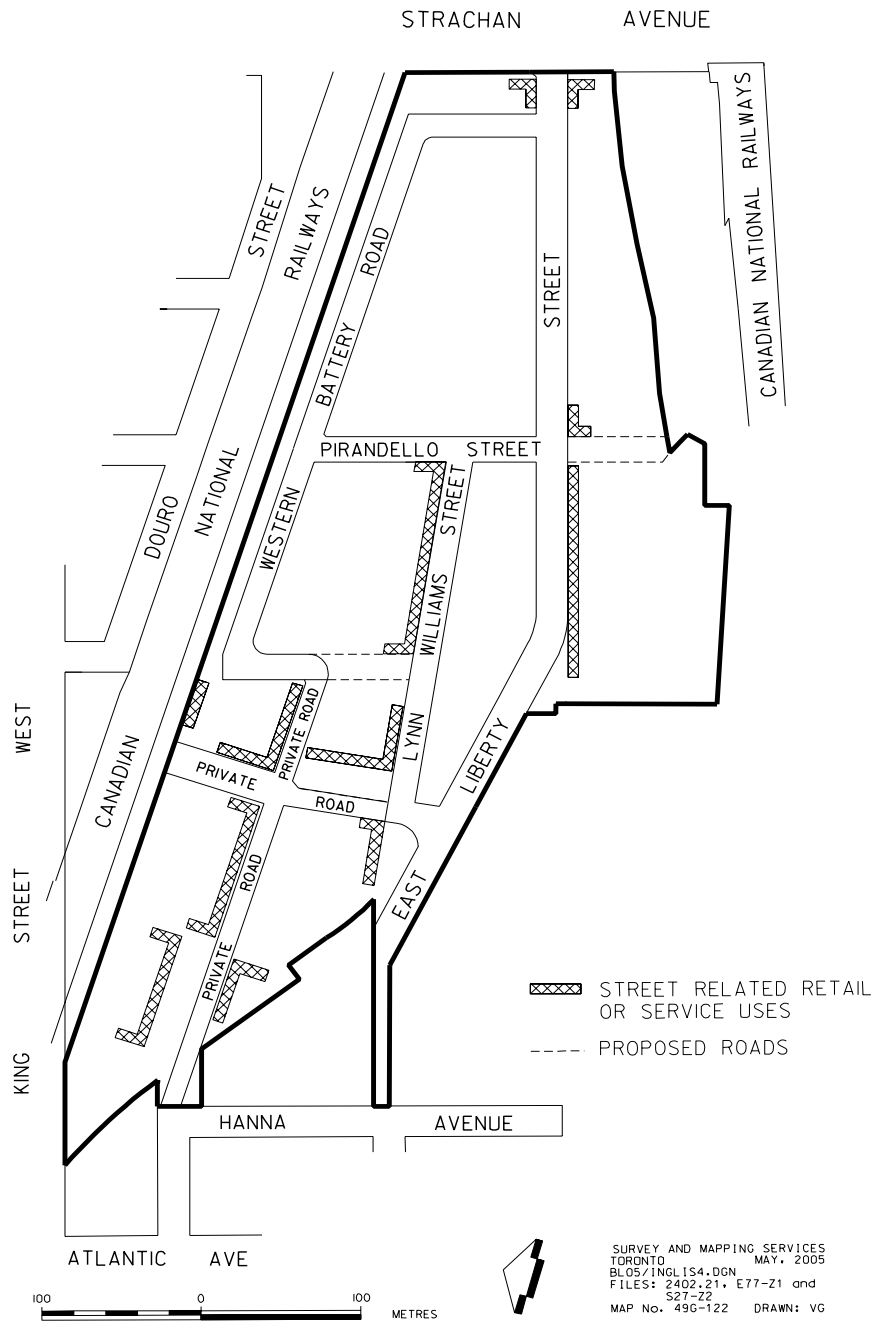 STRACHAN AVENUE
CANADIAN NATIONAL RAILWAYS
DOURO STREET
CANADIAN NATIONAL RAILWAYS
WESTERN BATTERY ROAD
STREET
PIRANDELLO STREET
LYNN WILLIAMS STREET
EAST LIBERTY
PRIVATE ROAD
PRIVATE ROAD
PRIVATE ROAD
KING STREET WEST
HANNA AVENUE
ATLANTIC AVE
STREET RELATED RETAIL
OR SERVICE USES
PROPOSED ROADS
100 0 100
METRES
SURVEY AND MAPPING SERVICES
TORONTO MAY, 2005
BL05/INGLIS4.DGN
FILES: 2402.21, E77-Z1 and
S27-Z2
MAP No. 49G-122 DRAWN: VG